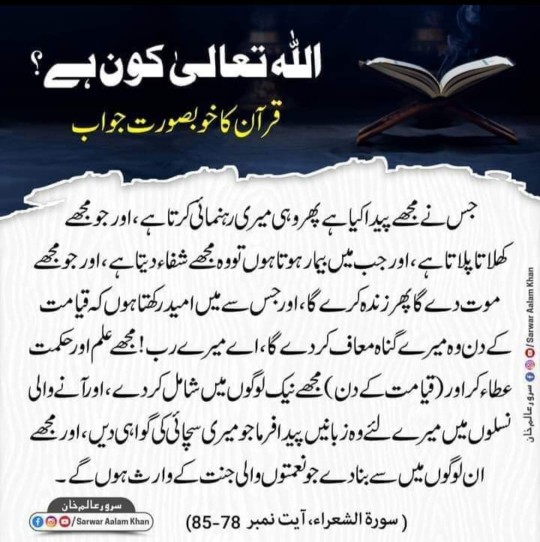 اللہ تعالیٰ کون ہے؟
قرآن کا خوبصورت جواب
جس نے مجھے پیدا کیا ہے پھر وہی میری رہنمائی کرتا ہے، اور جو مجھے
کھلاتا پلاتا ہے، اور جب میں بیمار ہوتا ہوں تو وہ مجھے شفاء دیتا ہے، اور جو مجھے
موت دے گا پھر زندہ کرے گا، اور جس سے میں امید رکھتا ہوں کہ قیامت
کے دن وہ میرے گناہ معاف کر دے گا، اے میرے رب! مجھے علم اور حکمت
عطاء کر اور (قیامت کے دن) مجھے نیک لوگوں میں شامل کر دے، اور آنے والی
نسلوں میں میرے لئے وہ زبانیں پیدا فرما جو میری سچائی کی گواہی دیں، اور مجھے
ان لوگوں میں سے بنا دے جو نعمتوں والی جنت کے وارث ہوں گے۔
(سورۃ الشعراء، آیت نمبر 78-85)
سرور عالم خان
/Sarwar Aalam Khan
سرور عالم خان /Sarwar Aalam Khan